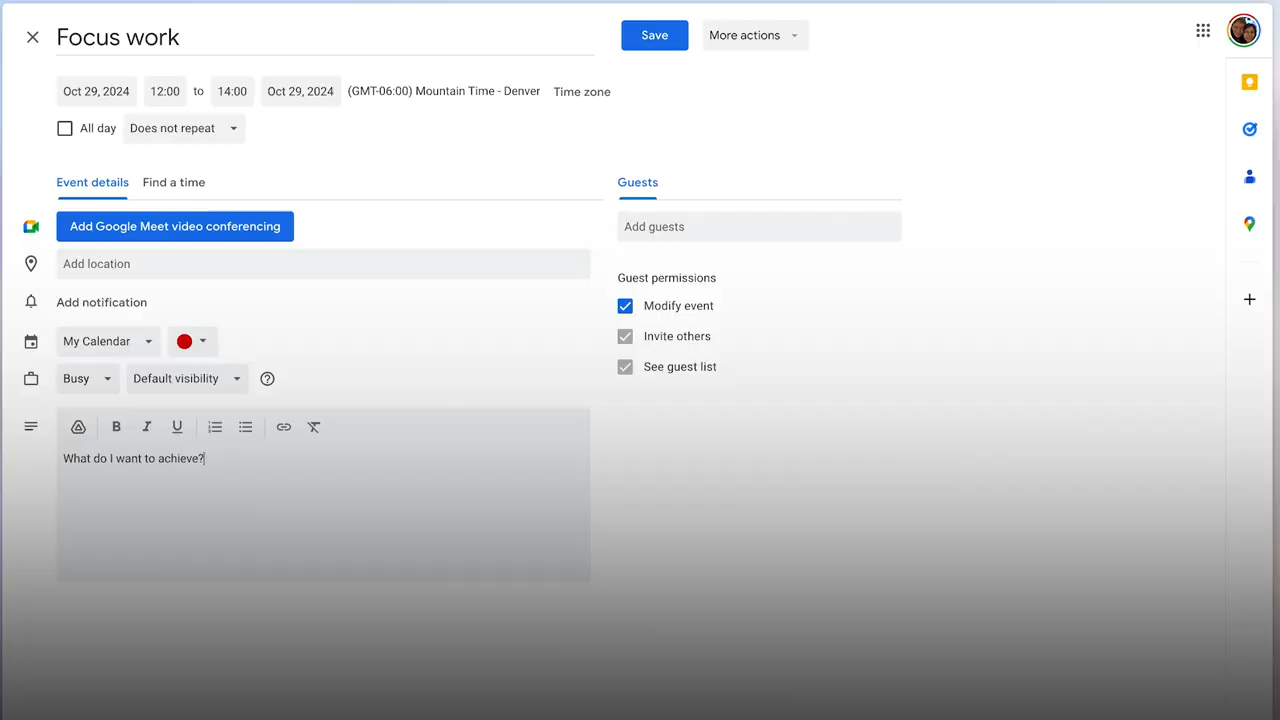 Focus work
Save
More actions
Oct 29, 2024 12:00 to 14:00 Oct 29, 2024 (GMT-06:00) Mountain Time - Denver Time zone
All day Does not repeat
Event details Find a time
Guests
Add Google Meet video conferencing
Add guests
Add location
Guest permissions
Add notification
Modify event
My Calendar
Invite others
Busy Default visibility
See guest list
B I U
What do I want to achieve?